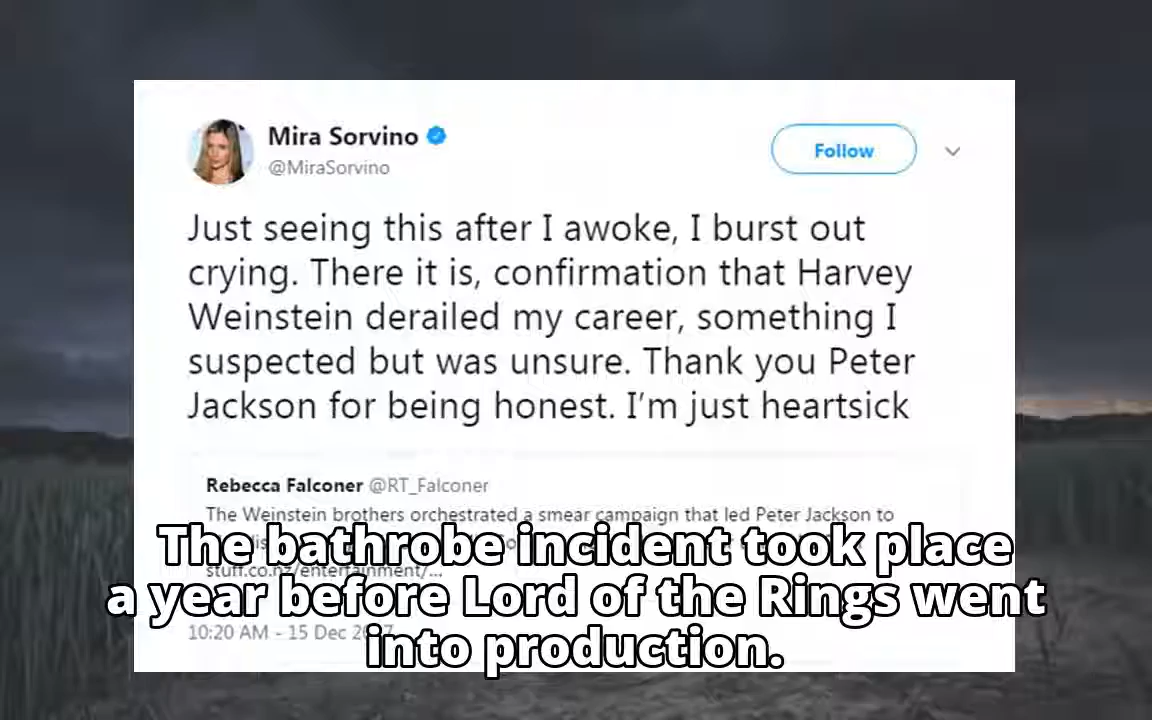 Mira Sorvino
@MiraSorvino
Follow
Just seeing this after I awoke, I burst out
crying. There it is, confirmation that Harvey
Weinstein derailed my career, something I
suspected but was unsure. Thank you Peter
Jackson for being honest. I'm just heartsick
Rebecca Falconer @RT_Falconer
The Weinstein brothers orchestrated a smear campaign that led Peter Jackson to
stuff.co.nz/entertainment/...
10:20 AM - 15 Dec
The bathrobe incident took place
a year before Lord of the Rings went
into production.